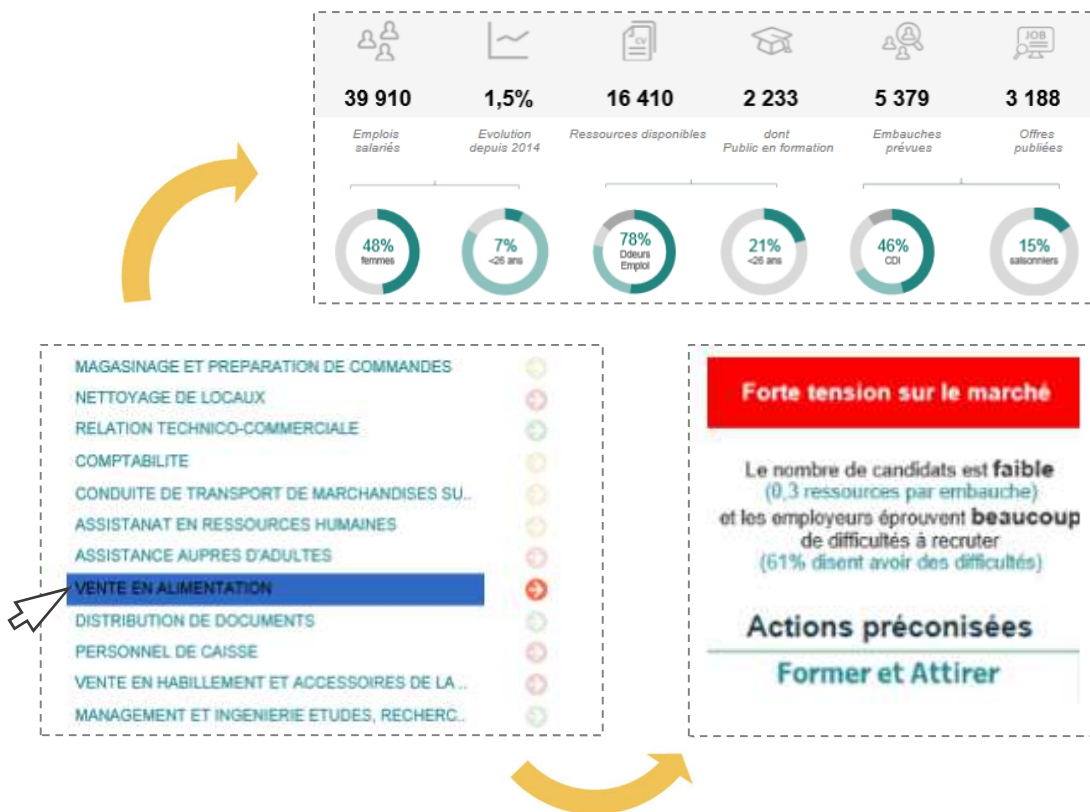 CV
JOB
39 910
1,5%
16 410
2 233
5 379
3 188
Emplois
salariés
Evolution
depuis 2014
Ressources disponibles
dont
Public en formation
Embauches
prévues
Offres
publiées
48%
femmes
7%
<26 ans
78%
Ddeurs
Emploi
21%
<26 ans
46%
CDI
15%
saisonniers
MAGASINAGE ET PREPARATION DE COMMANDES
NETTOYAGE DE LOCAUX
RELATION TECHNICO-COMMERCIALE
COMPTABILITE
CONDUITE DE TRANSPORT DE MARCHANDISES SU..
ASSISTANAT EN RESSOURCES HUMAINES
ASSISTANCE AUPRES D'ADULTES
VENTE EN ALIMENTATION
DISTRIBUTION DE DOCUMENTS
PERSONNEL DE CAISSE
VENTE EN HABILLEMENT ET ACCESSOIRES DE LA ..
MANAGEMENT ET INGENIERIE ETUDES, RECHERC..
Forte tension sur le marché
Le nombre de candidats est faible
(0,3 ressources par embauche)
et les employeurs éprouvent beaucoup
de difficultés à recruter
(61% disent avoir des difficultés)
Actions préconisées
Former et Attirer